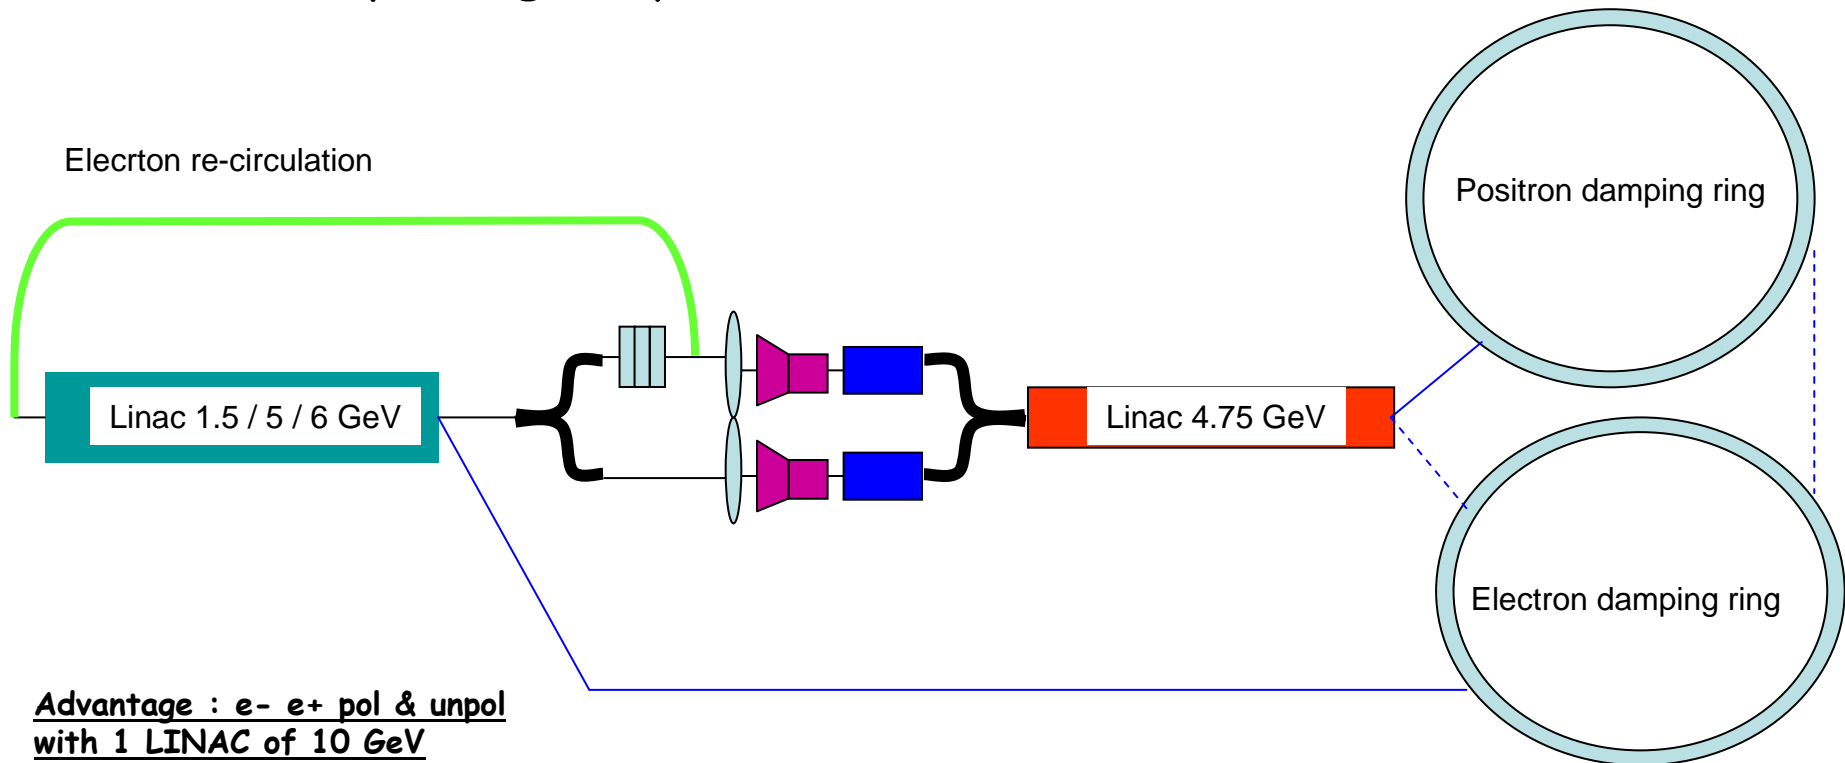 Elecrton re-circulation
Positron damping ring
Linac 1.5 / 5 / 6 GeV
Linac 4.75 GeV
Electron damping ring
Advantage : e- e+ pol & unpol
with 1 LINAC of 10 GeV